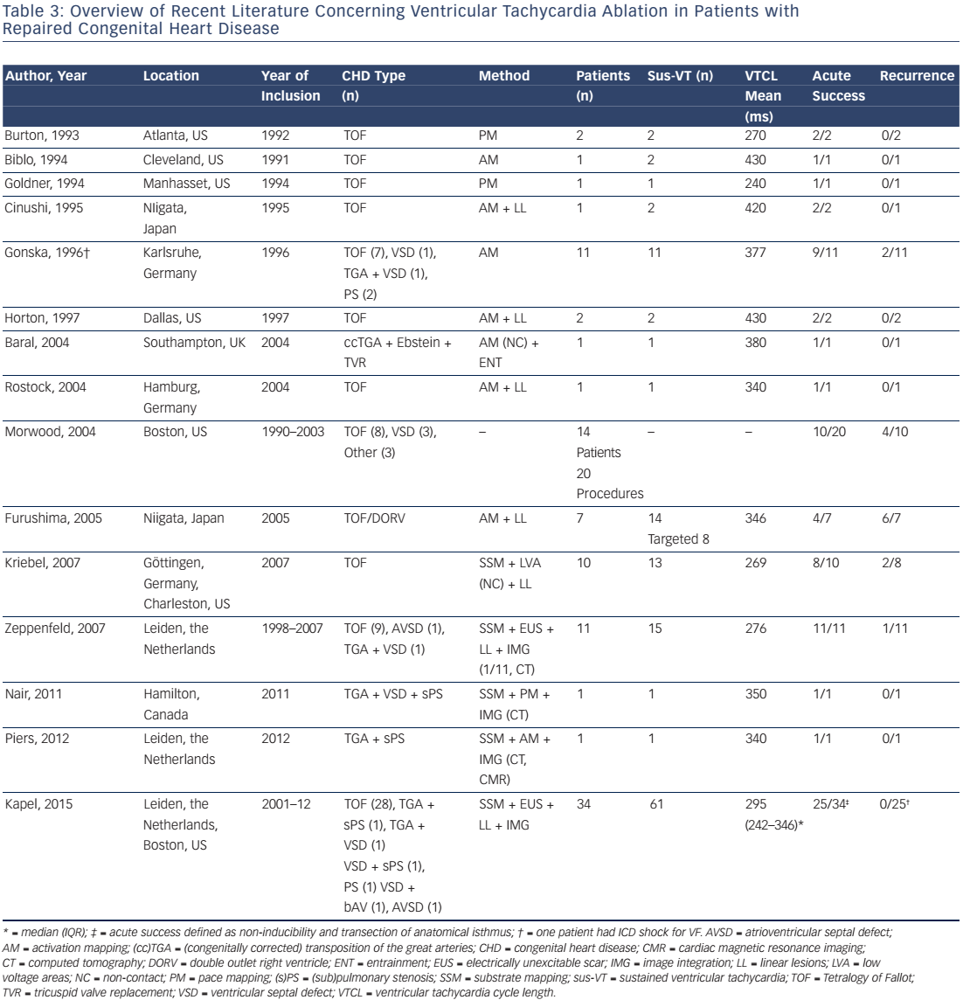 Table 3: Overview of Recent Literature Concerning Ventricular Tachycardia Ablation in Patients with
Repaired Congenital Heart Disease
Author, Year Location Year of Inclusion CHD Type (n) Method Patients (n) Sus-VT (n) VTCL Mean (ms) Acute Success Recurrence
Burton, 1993 Atlanta, US 1992 TOF PM 2 2 270 2/2 0/2
Biblo, 1994 Cleveland, US 1991 TOF AM 1 2 430 1/1 0/1
Goldner, 1994 Manhasset, US 1994 TOF PM 1 1 240 1/1 0/1
Cinushi, 1995 NIigata, Japan 1995 TOF AM + LL 1 2 420 2/2 0/1
Gonska, 1996† Karlsruhe, Germany 1996 TOF (7), VSD (1), TGA + VSD (1), PS (2) AM 11 11 377 9/11 2/11
Horton, 1997 Dallas, US 1997 TOF AM + LL 2 2 430 2/2 0/2
Baral, 2004 Southampton, UK 2004 ccTGA + Ebstein + TVR AM (NC) + ENT 1 1 380 1/1 0/1
Rostock, 2004 Hamburg, Germany 2004 TOF AM + LL 1 1 340 1/1 0/1
Morwood, 2004 Boston, US 1990–2003 TOF (8), VSD (3), Other (3) – 14 Patients 20 Procedures – – 10/20 4/10
Furushima, 2005 Niigata, Japan 2005 TOF/DORV AM + LL 7 14 Targeted 8 346 4/7 6/7
Kriebel, 2007 Göttingen, Germany, Charleston, US 2007 TOF SSM + LVA (NC) + LL 10 13 269 8/10 2/8
Zeppenfeld, 2007 Leiden, the Netherlands 1998–2007 TOF (9), AVSD (1), TGA + VSD (1) SSM + EUS + LL + IMG (1/11, CT) 11 15 276 11/11 1/11
Nair, 2011 Hamilton, Canada 2011 TGA + VSD + sPS SSM + PM + IMG (CT) 1 1 350 1/1 0/1
Piers, 2012 Leiden, the Netherlands 2012 TGA + sPS SSM + AM + IMG (CT, CMR) 1 1 340 1/1 0/1
Kapel, 2015 Leiden, the Netherlands, Boston, US 2001–12 TOF (28), TGA + sPS (1), TGA + VSD (1) VSD + sPS (1), PS (1) VSD + bAV (1), AVSD (1) SSM + EUS + LL + IMG 34 61 295 (242–346)* 25/34‡ 0/25†
* = median (IQR); ‡ = acute success defined as non-inducibility and transection of anatomical isthmus; † = one patient had ICD shock for VF. AVSD = atrioventricular septal defect;
AM = activation mapping; (cc)TGA = (congenitally corrected) transposition of the great arteries; CHD = congenital heart disease; CMR = cardiac magnetic resonance imaging;
CT = computed tomography; DORV = double outlet right ventricle; ENT = entrainment; EUS = electrically unexcitable scar; IMG = image integration; LL = linear lesions; LVA = low
voltage areas; NC = non-contact; PM = pace mapping; (s)PS = (sub)pulmonary stenosis; SSM = substrate mapping; sus-VT = sustained ventricular tachycardia; TOF = Tetralogy of Fallot;
TVR = tricuspid valve replacement; VSD = ventricular septal defect; VTCL = ventricular tachycardia cycle length.